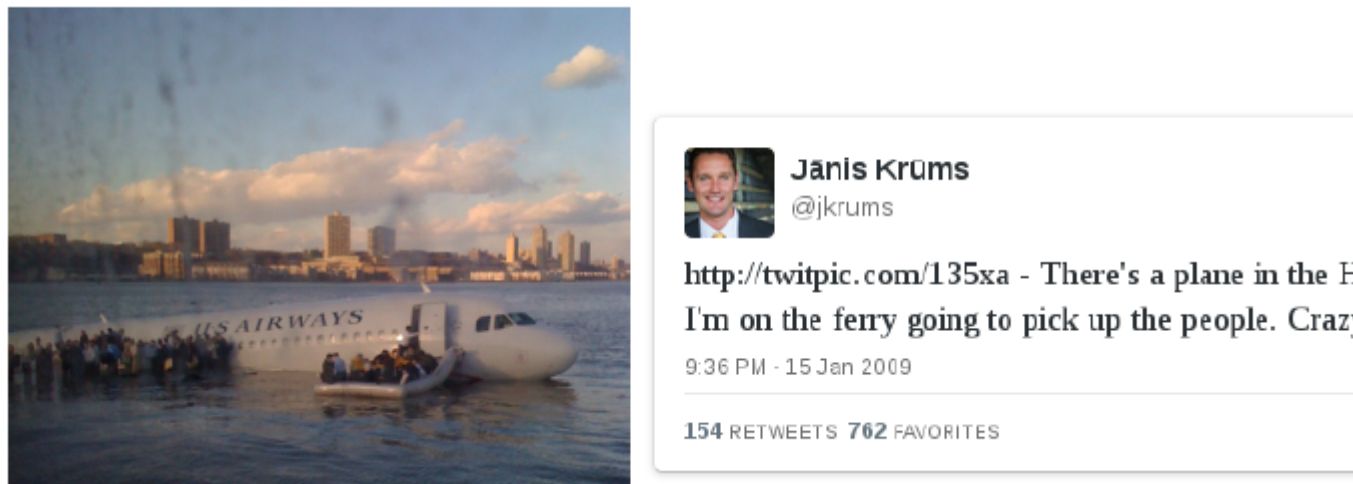 US AIRWAYS
Jānis Krūms
@jkrums
http://twitpic.com/135xa - There's a plane in the
I'm on the ferry going to pick up the people.
9:36 PM - 15 Jan 2009
154 RETWEETS 762 FAVORITES